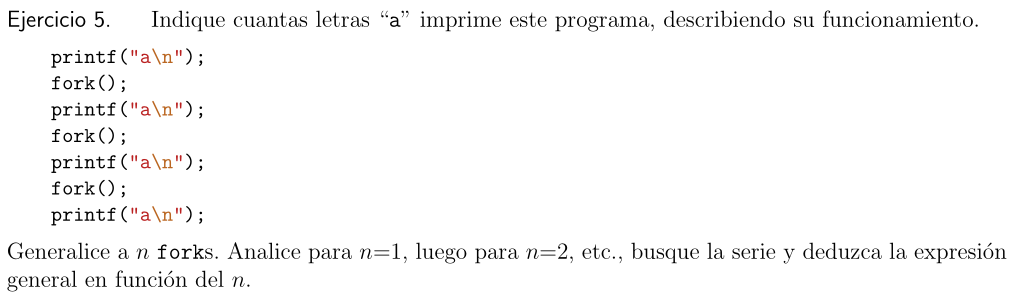 Ejercicio 5. Indique cuantas letras “a” imprime este programa, describiendo su funcionamiento.
printf("a\n");
fork();
printf("a\n");
fork();
printf("a\n");
fork();
printf("a\n");
Generalice a n forks. Analice para n=1, luego para n=2, etc., busque la serie y deduzca la expresión
general en función del n.